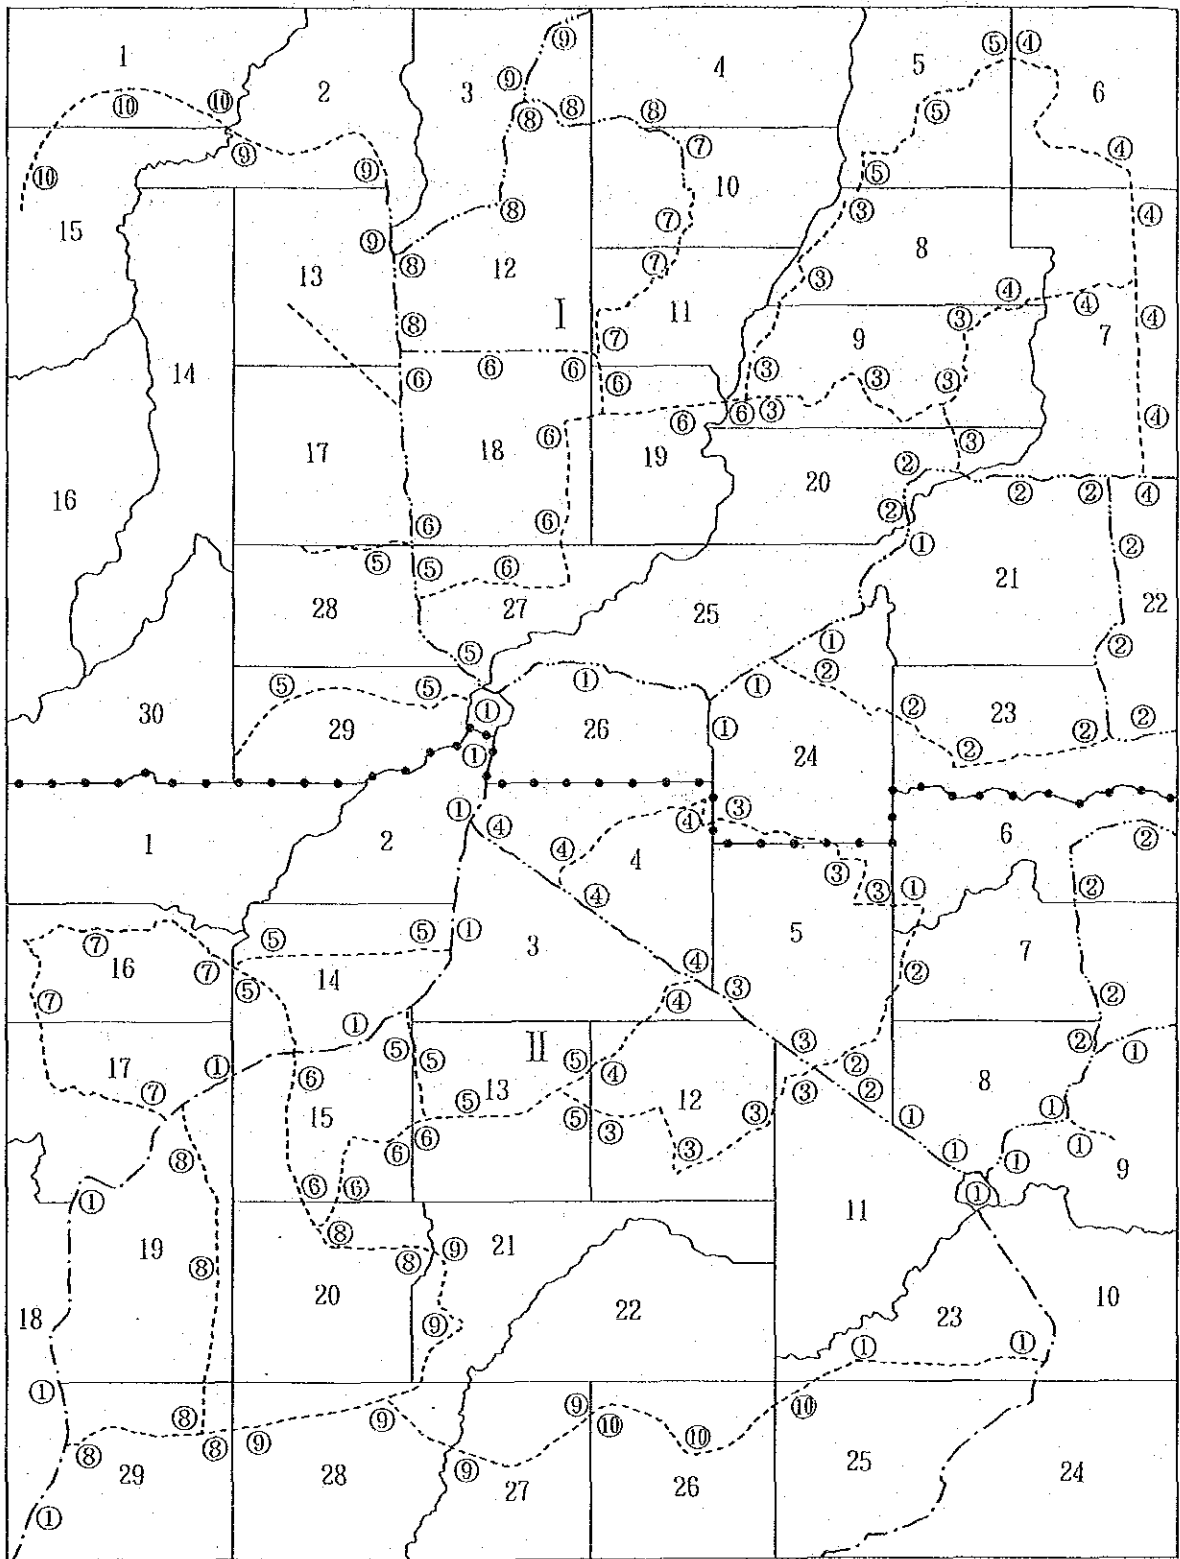 ⑨
1 2 3 4 5 ⑤ ④ 6
⑩ ⑩ ⑨ ⑧ ⑧ ⑧ ⑤
⑨ ⑨ ⑦ ④
⑩ ⑤
15 ⑨ ⑧ 10 ③ ④
⑧ 12 ⑦ 8
13 ⑦ ③ ④ ④
14 ⑧ I 11 9 ③ 7 ④
⑦ ③
⑥ ⑥ ⑥ ⑥ ③ ③
⑥ ⑥ ⑥ ③ ④
17 18 19 ③
16 20 ② ② ② ④
⑥ ⑥ ② ①
⑤ ⑤ ⑥ 21 ②
28 27 25 22
① ②
⑤ ⑤ ① ① ②
30 29 ① 26 ① ② 23 ② ②
① 24 ②
1 2 ① ④ ④ ③ 6 ②
④ 4 ③
④ ③ ① ②
⑦ ⑤ ⑤ ① 3 5 7
16 ⑦ ⑤ 14 ④ ②
⑦ ④ ③ ②
① ⑤ ⑤ II ③ ② ①
17 ① ⑥ 13 ⑤ ④ ② 8
⑦ ⑤ 12 ③ ②
15 ⑥ ⑥ ⑤ ③ ① ① ①
⑧ ③ ① ① ① 9
① ⑥ ⑥ ① 11
19 ⑧ ⑨ 21
⑧ 20 ⑧ 22 10
18 ⑨ 23
① ① ①
⑧ ⑨ ⑨ ⑩ ⑩
⑧ ⑧ ⑨ ⑩
29 28 27 26 25 24
①